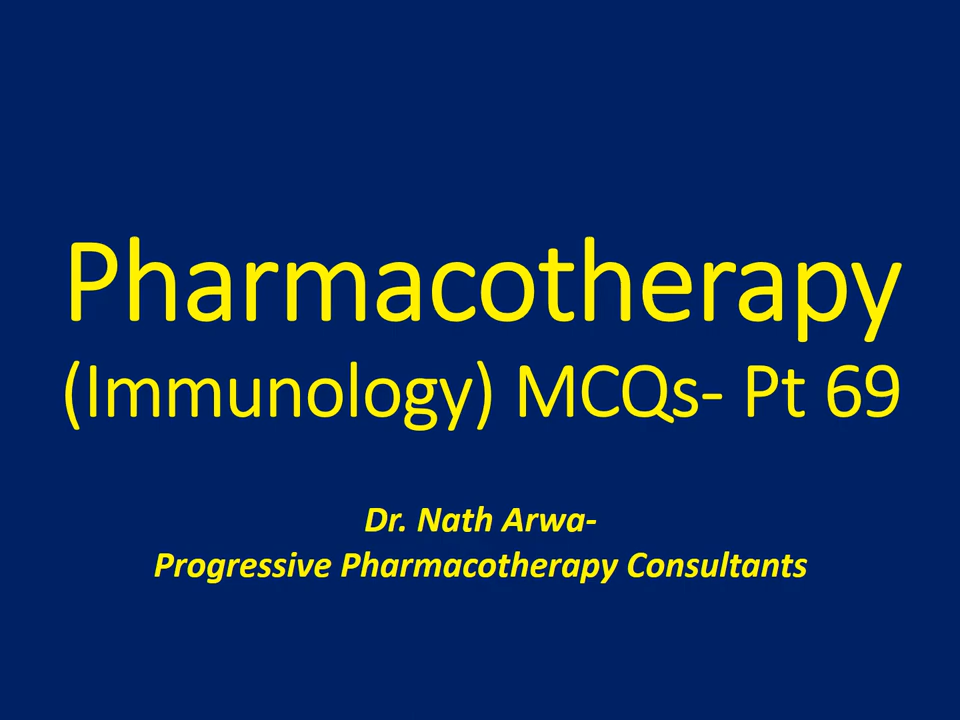 Pharmacotherapy
(Immunology) MCQs- Pt 69
Dr. Nath Arwa-
Progressive Pharmacotherapy Consultants